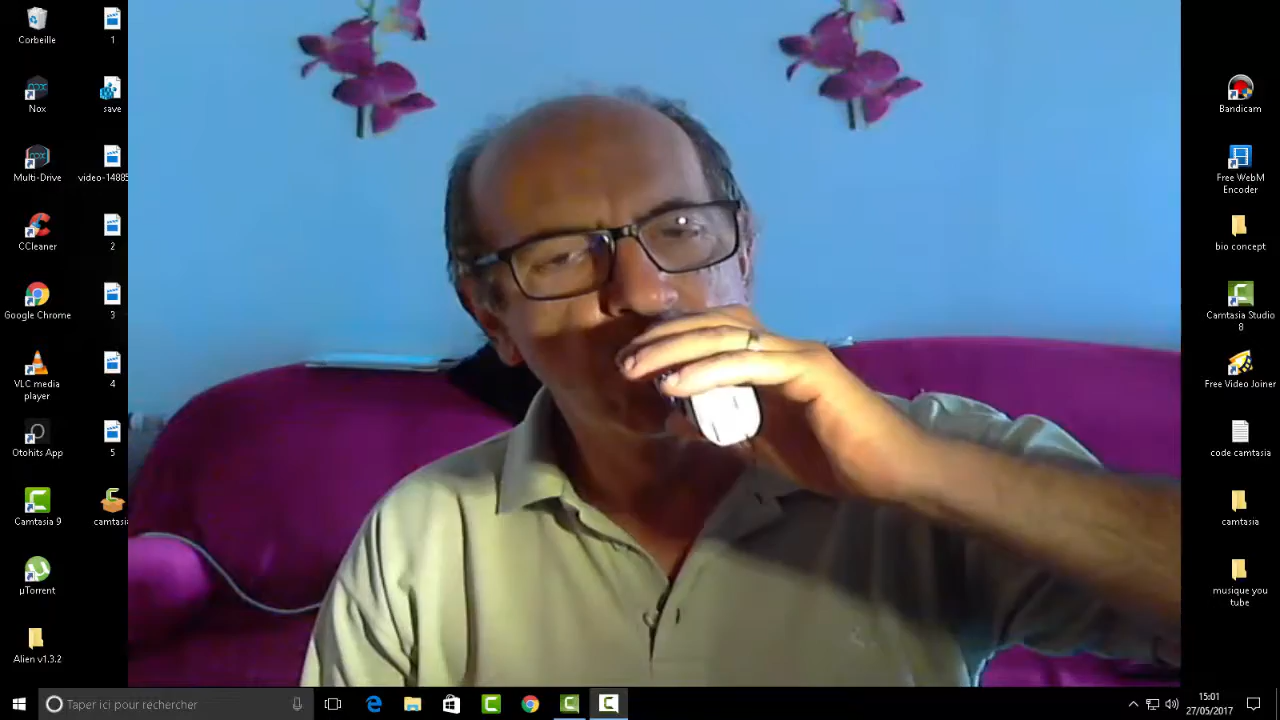 Corbeille
1
Nox
save
Multi-Drive
video-14885
CCleaner
2
Google Chrome
3
VLC media
player
4
Otohits App
5
Camtasia 9
camtasia
µTorrent
Alien v1.3.2
Bandicam
Free WebM
Encoder
bio concept
Camtasia Studio
8
Free Video Joiner
code camtasia
camtasia
musique you
tube
Taper ici pour rechercher
15:01
27/05/2017